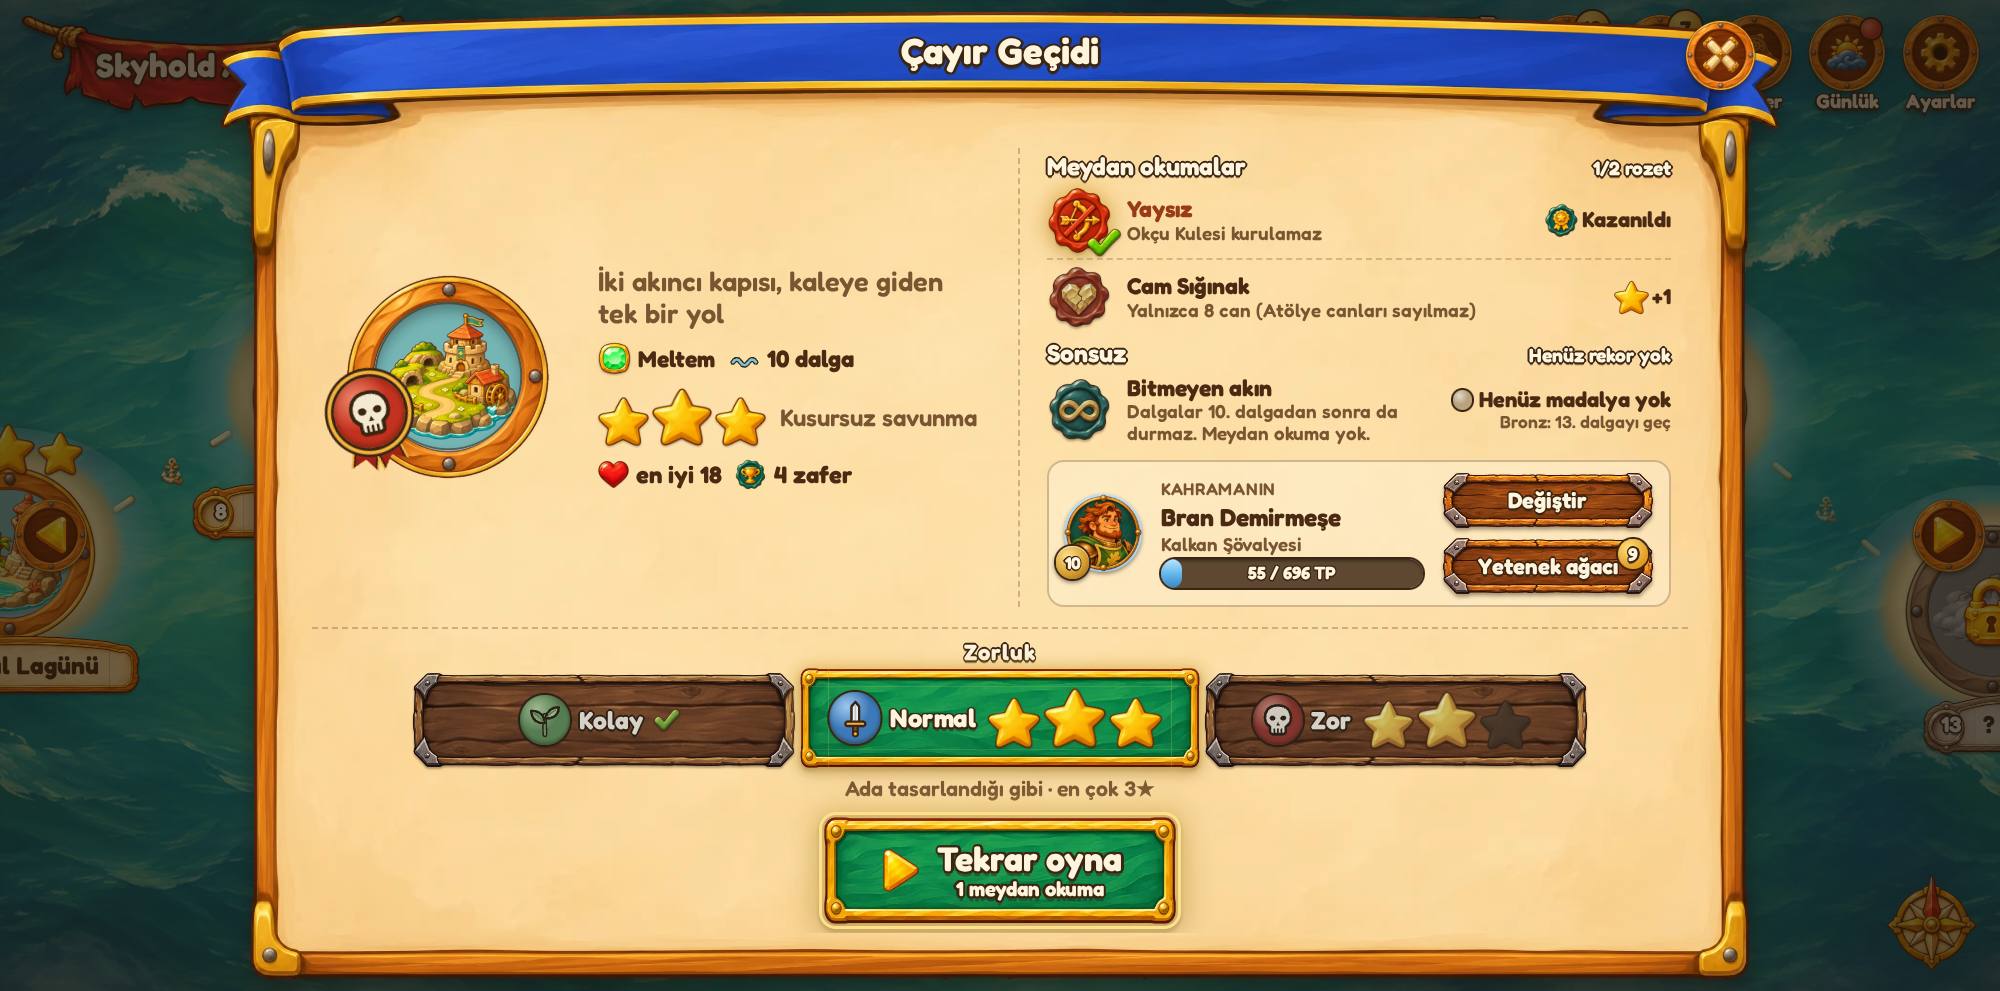 Skyhold
Çayır Geçidi
Günlük
Ayarlar
İki akıncı kapısı, kaleye giden
tek bir yol
Meltem 10 dalga
Kusursuz savunma
en iyi 18 4 zafer
Meydan okumalar 1/2 rozet
Yaysız
Okçu Kulesi kurulamaz
Kazanıldı
Cam Sığınak
Yalnızca 8 can (Atölye canları sayılmaz)
+1
Sonsuz Henüz rekor yok
Bitmeyen akın
Dalgalar 10. dalgadan sonra da
durmaz. Meydan okuma yok.
Henüz madalya yok
Bronz: 13. dalgayı geç
KAHRAMANIN
Bran Demirmeşe
Kalkan Şövalyesi
10
55 / 696 TP
Değiştir
Yetenek ağacı 9
8
Lagünü
13 ?
Zorluk
Kolay
Normal
Zor
Ada tasarlandığı gibi · en çok 3★
Tekrar oyna
1 meydan okuma